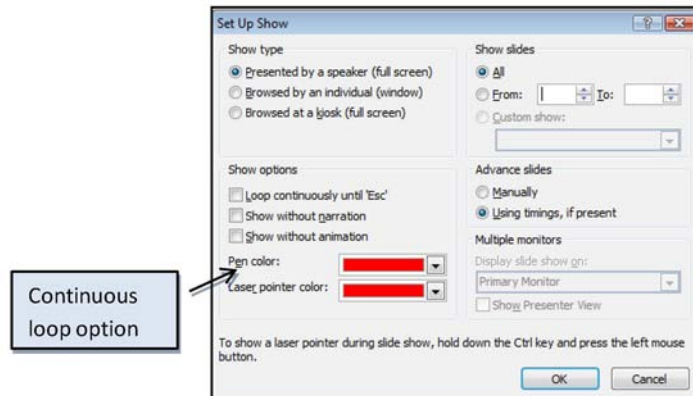 Set Up Show
Show type
Presented by a speaker (full screen)
Browsed by an individual (window)
Browsed at a kiosk (full screen)
Show slides
All
From: To:
Custom show:
Show options
Loop continuously until 'Esc'
Show without narration
Show without animation
Pen color:
Laser pointer color:
Advance slides
Manually
Using timings, if present
Multiple monitors
Display slide show on:
Primary Monitor
Show Presenter View
To show a laser pointer during slide show, hold down the Ctrl key and press the left mouse
button.
OK Cancel
Continuous
loop option